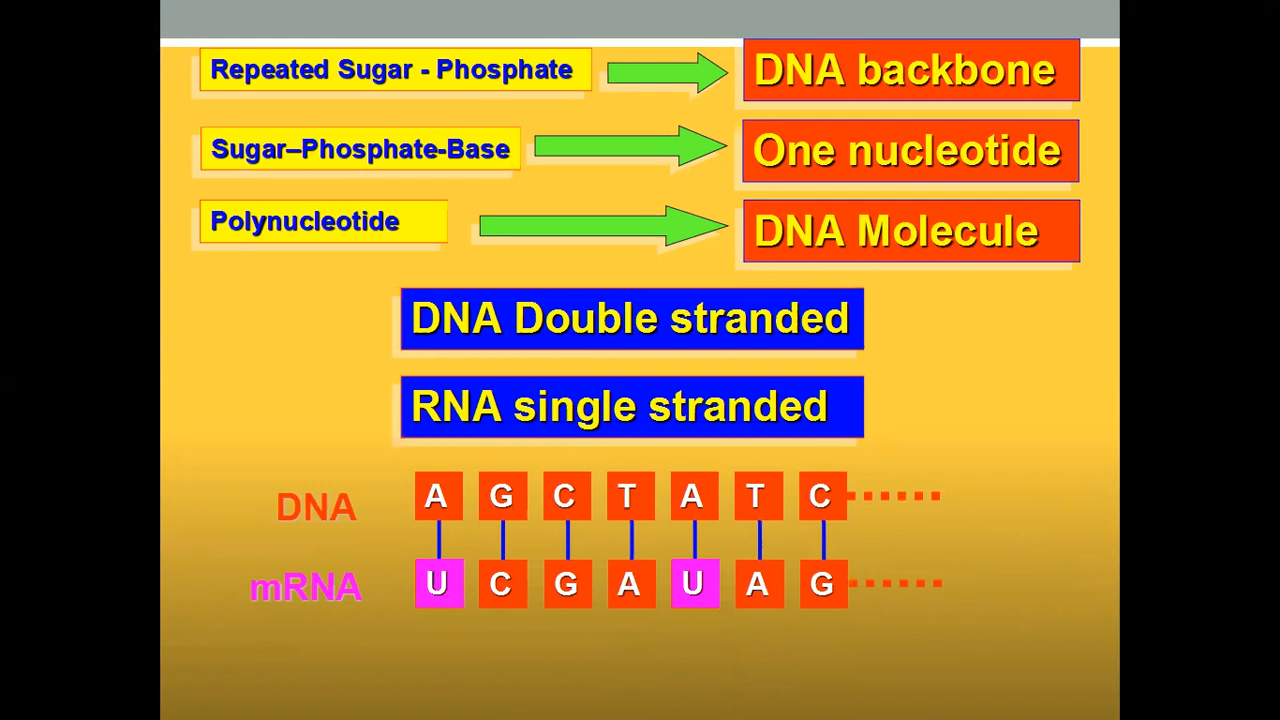 Repeated Sugar - Phosphate DNA backbone
Sugar–Phosphate-Base One nucleotide
Polynucleotide DNA Molecule
DNA Double stranded
RNA single stranded
DNA A G C T A T C
mRNA U C G A U A G